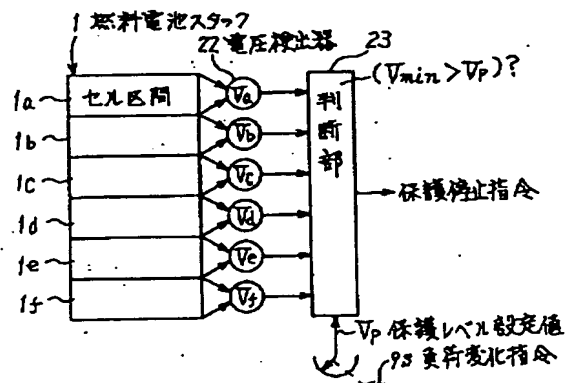 1 燃料電池スタック
22 電圧検出器
23
(Vmin>VP)?
1a セル区間 Va
1b Vb
1c Vc
1d Vd
1e Ve
1f Vf
判断部
保護停止指令
VP 保護レベル設定値
9s 負荷変化指令